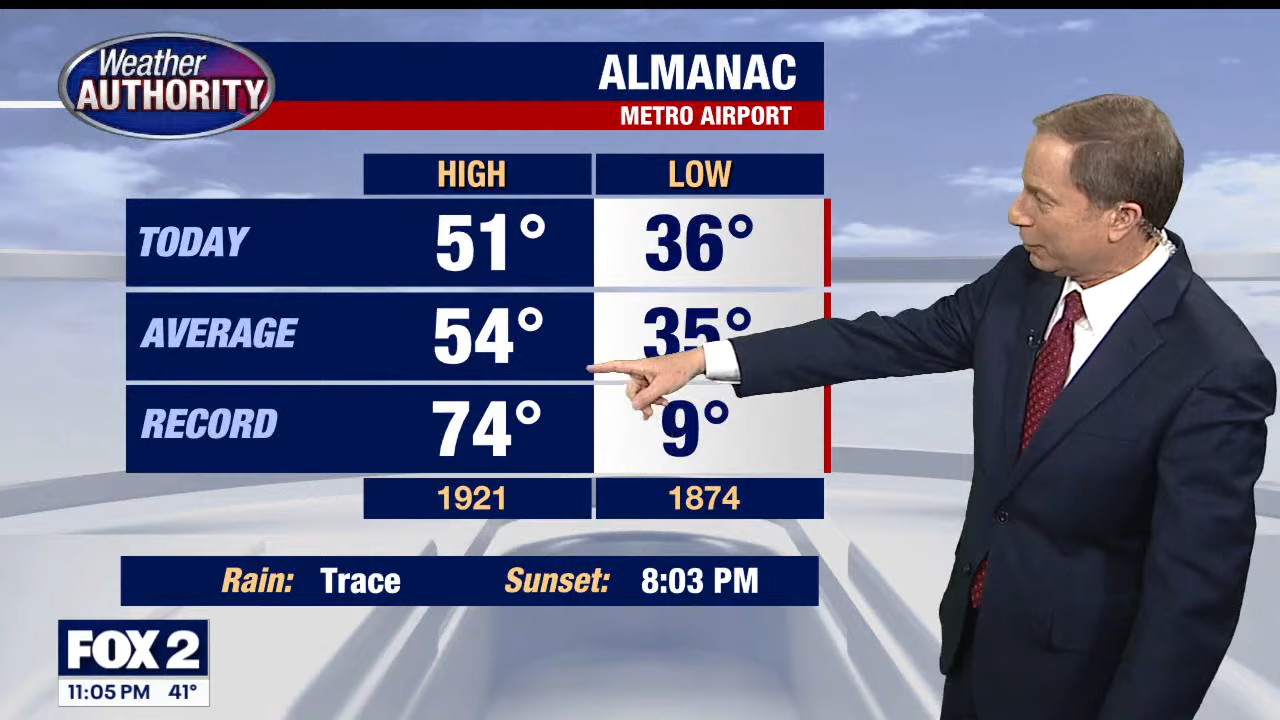 Weather
AUTHORITY
ALMANAC
METRO AIRPORT
HIGH LOW
TODAY 51° 36°
AVERAGE 54° 35°
RECORD 74° 9°
1921 1874
Rain: Trace Sunset: 8:03 PM
FOX 2
11:05 PM 41°